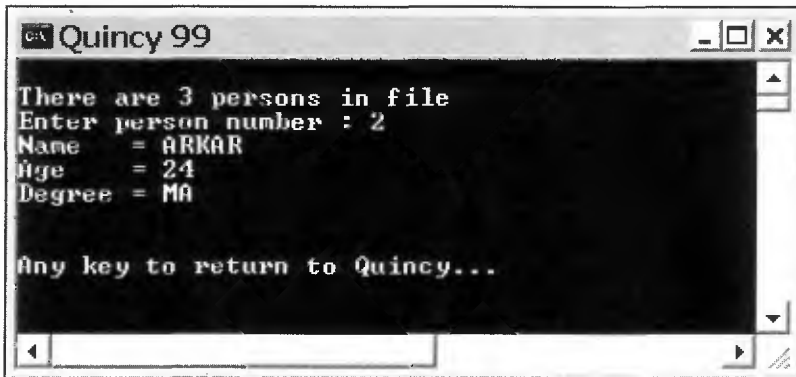 Quincy 99
There are 3 persons in file
Enter person number : 2
Name = ARKAR
Age = 24
Degree = MA
Any key to return to Quincy...